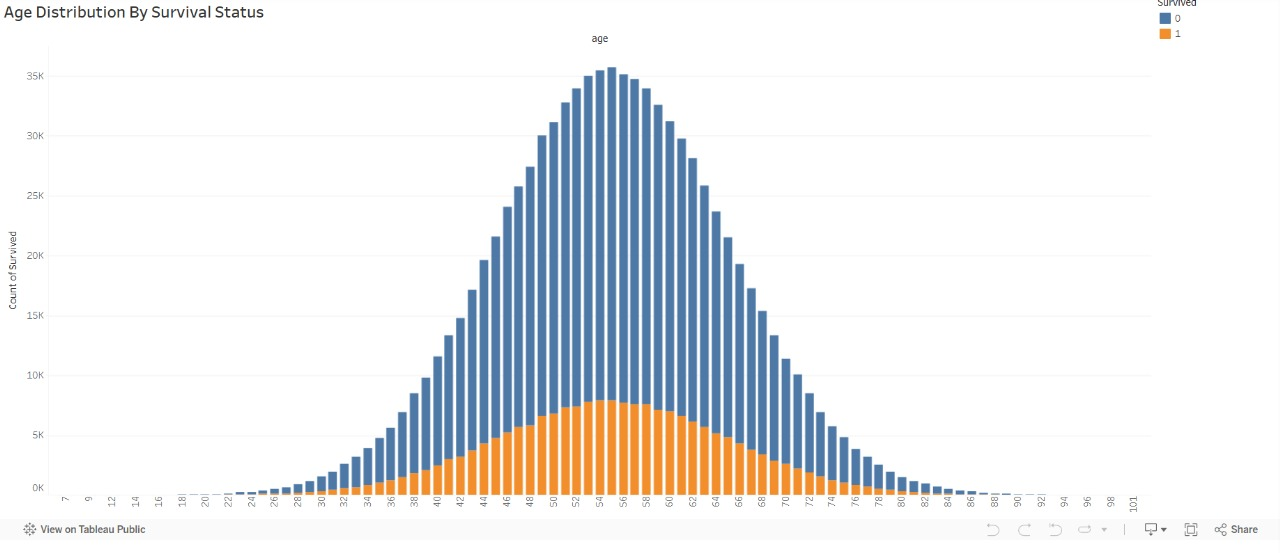 Age Distribution By Survival Status
Survived
0
1
age
35K
30K
25K
20K
15K
10K
5K
0K
Count of Survived
7 9 12 14 16 18 20 22 24 26 28 30 32 34 36 38 40 42 44 46 48 50 52 54 56 58 60 62 64 66 68 70 72 74 76 78 80 82 84 86 88 90 92 94 96 98 101
View on Tableau Public
Share